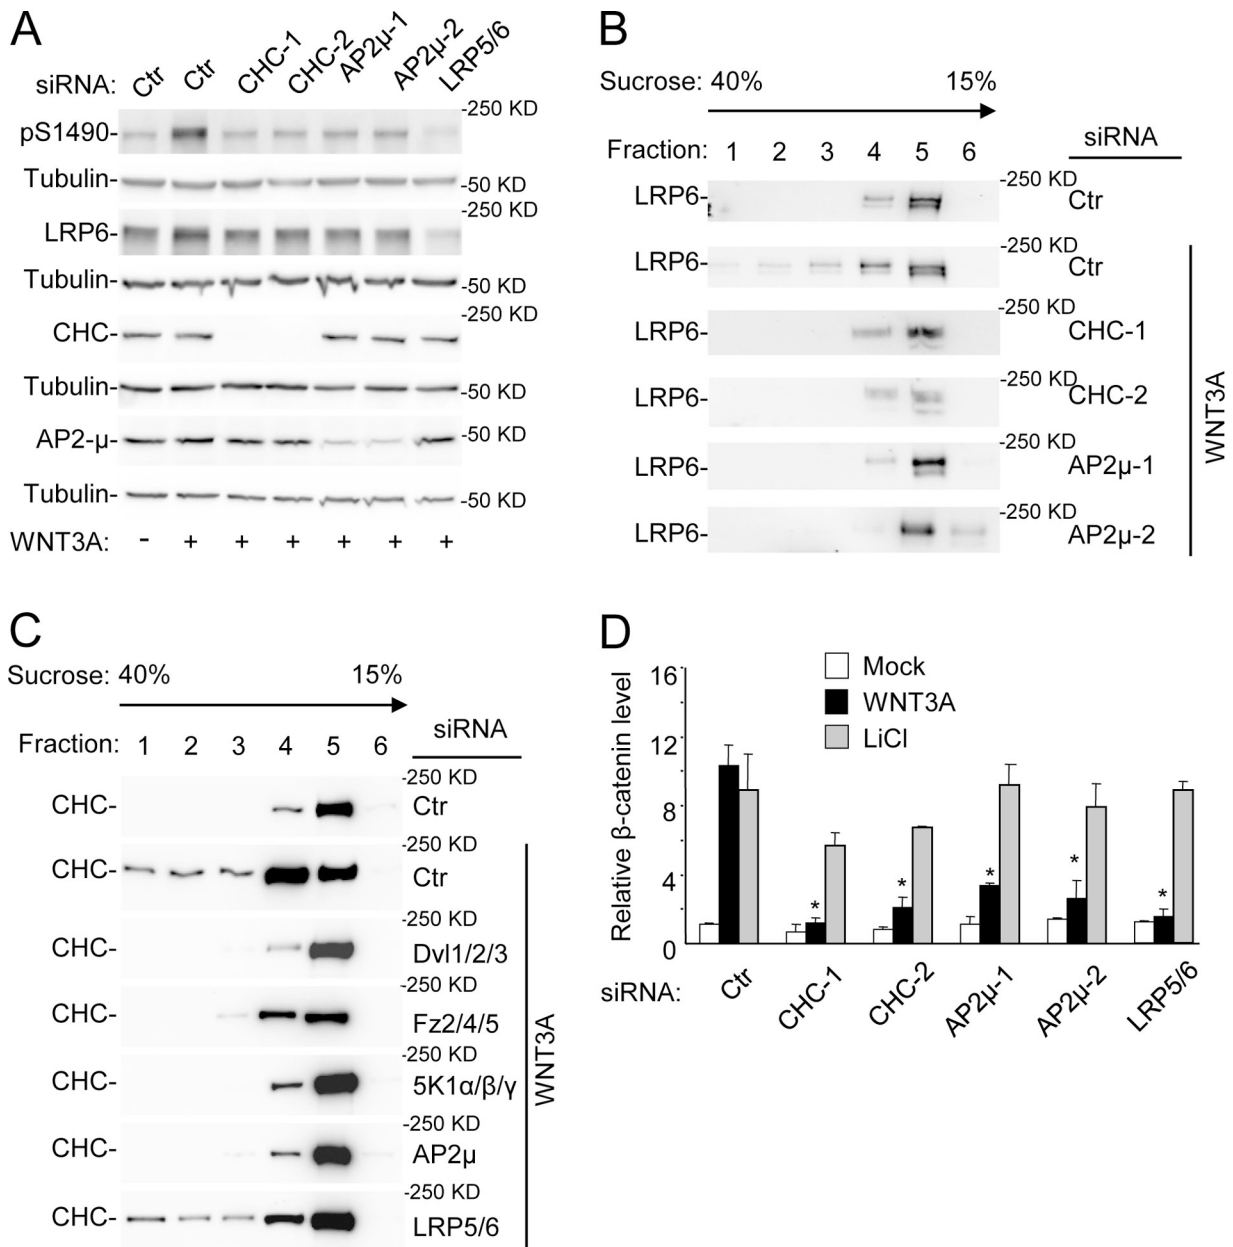 A
siRNA: Ctr Ctr CHC-1 CHC-2 AP2μ-1 AP2μ-2 LRP5/6
-250 KD
pS1490-
Tubulin- -50 KD
-250 KD
LRP6-
Tubulin- -50 KD
-250 KD
CHC-
Tubulin- -50 KD
AP2-μ- -50 KD
Tubulin- -50 KD
WNT3A: - + + + + + +
B
Sucrose: 40% 15%
Fraction: 1 2 3 4 5 6 siRNA
-250 KD
LRP6- Ctr
-250 KD
LRP6- Ctr
-250 KD
LRP6- CHC-1
-250 KD
LRP6- CHC-2
-250 KD
LRP6- AP2μ-1
-250 KD
LRP6- AP2μ-2
WNT3A
C
Sucrose: 40% 15%
Fraction: 1 2 3 4 5 6 siRNA
-250 KD
CHC- Ctr
-250 KD
CHC- Ctr
-250 KD
CHC- Dvl1/2/3
-250 KD
CHC- Fz2/4/5
-250 KD
CHC- 5K1α/β/γ
-250 KD
CHC- AP2μ
-250 KD
CHC- LRP5/6
WNT3A
D
Relative β-catenin level
16
12
8
4
0
Mock
WNT3A
LiCl
* * * * *
siRNA: Ctr CHC-1 CHC-2 AP2μ-1 AP2μ-2 LRP5/6